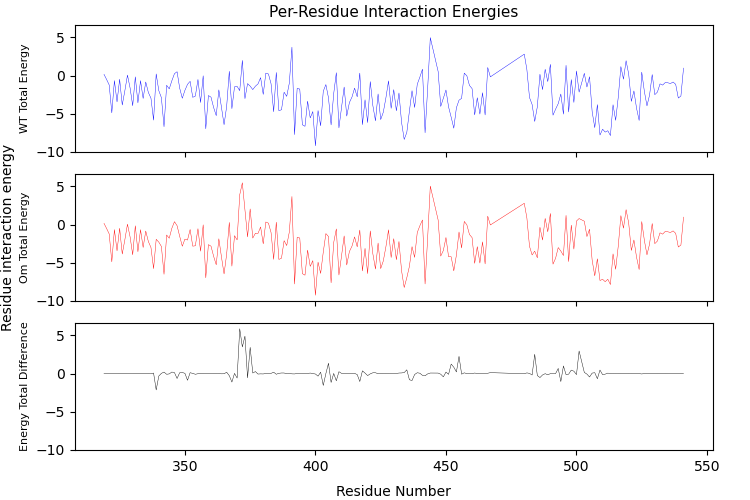 Per-Residue Interaction Energies
Residue interaction energy
WT Total Energy
5
0
−5
−10
Om Total Energy
5
0
−5
−10
Energy Total Difference
5
0
−5
−10
350
400
450
500
550
Residue Number